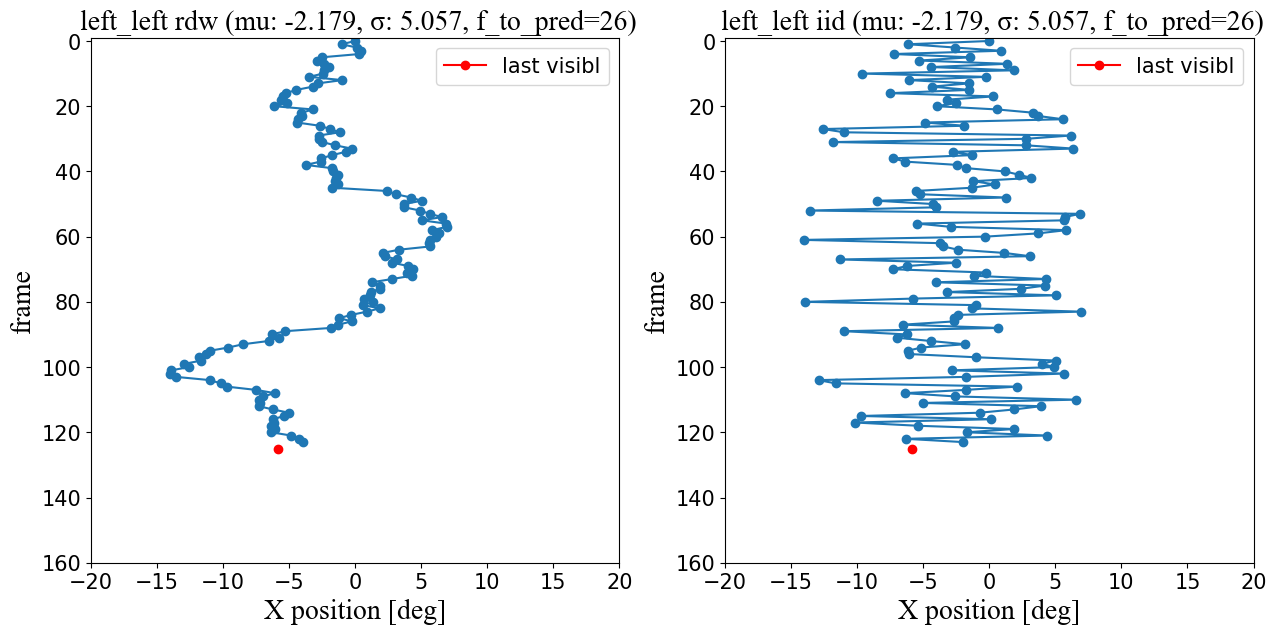 left_left rdw (mu: -2.179, σ: 5.057, f_to_pred=26)
last visibl
frame
0
20
40
60
80
100
120
140
160
−20 −15 −10 −5 0 5 10 15 20
X position [deg]
left_left iid (mu: -2.179, σ: 5.057, f_to_pred=26)
last visibl
frame
0
20
40
60
80
100
120
140
160
−20 −15 −10 −5 0 5 10 15 20
X position [deg]